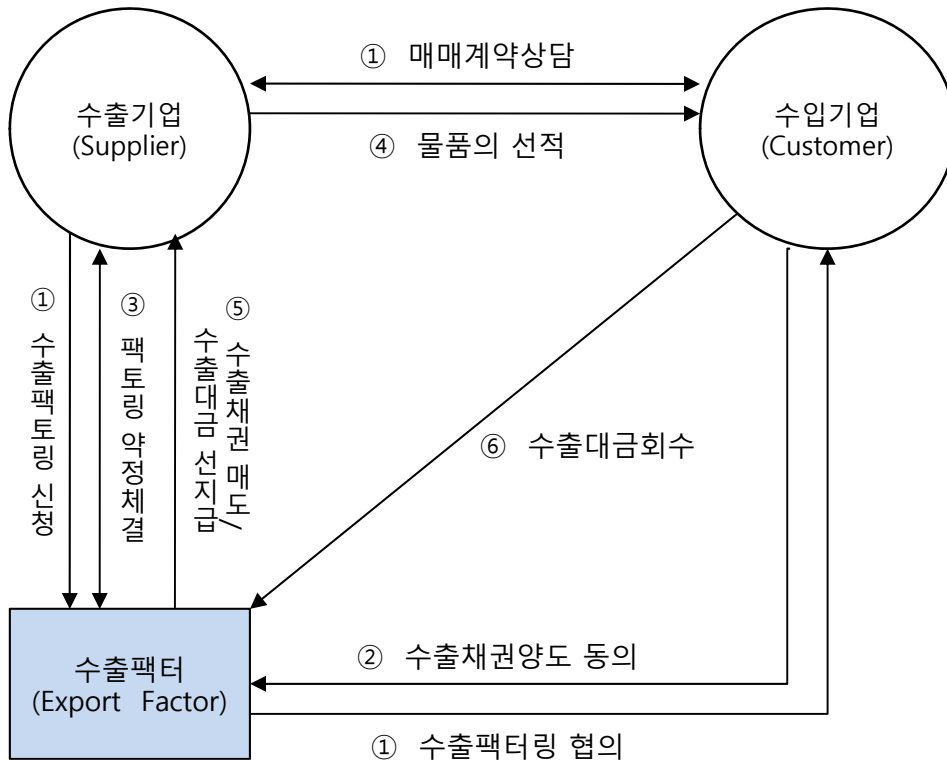 ① 매매계약상담
수출기업
(Supplier)
수입기업
(Customer)
④ 물품의 선적
① 수출팩토링 신청
③ 팩토링 약정체결
⑤ 수출채권 매도/
수출대금 선지급
⑥ 수출대금회수
② 수출채권양도 동의
수출팩터
(Export Factor)
① 수출팩터링 협의